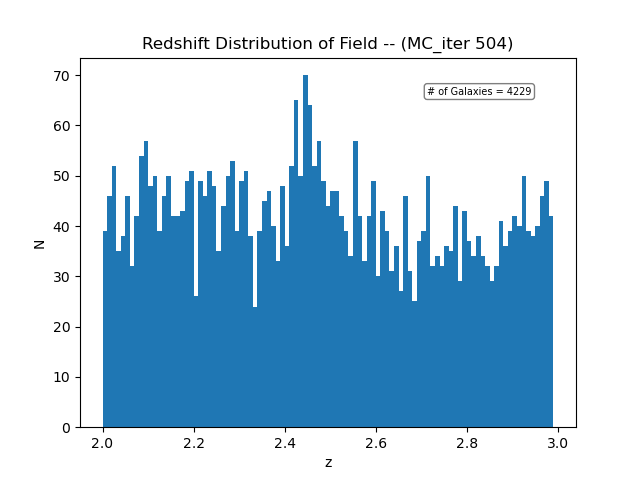 Redshift Distribution of Field -- (MC_iter 504)
# of Galaxies = 4229
70
60
50
40
30
20
10
0
N
2.0 2.2 2.4 2.6 2.8 3.0
z